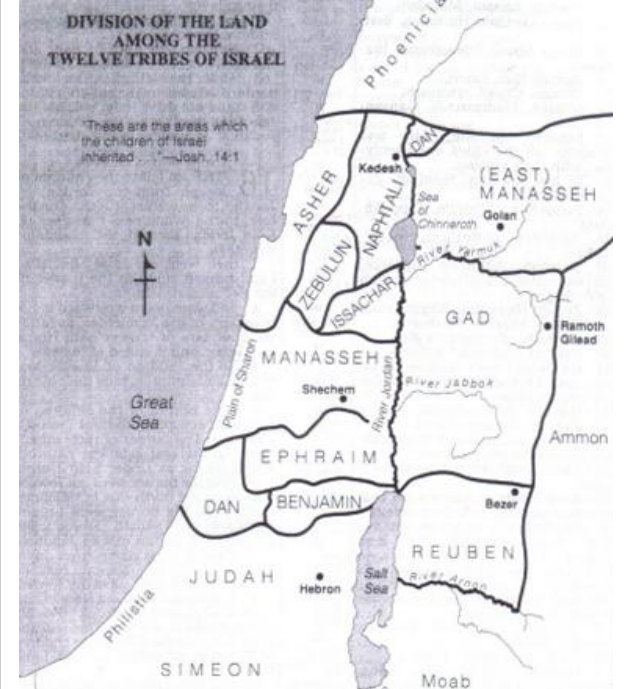 DIVISION OF THE LAND
AMONG THE
TWELVE TRIBES OF ISRAEL
"These are the areas which
the children of Israel
inherited . . ."—Josh. 14:1
Phoenicia
DAN
Kedesh
(EAST)
MANASSEH
ASHER
NAPHTALI
Sea
of
Chinneroth
Golan
N
River Yarmuk
ZEBULUN
ISSACHAR
GAD
Ramoth
Gilead
MANASSEH
Plain of Sharon
River Jordan
River Jabbok
Shechem
Great
Sea
Ammon
EPHRAIM
DAN
BENJAMIN
Bezer
REUBEN
JUDAH
Hebron
Salt
Sea
River Arnon
Philistia
SIMEON
Moab